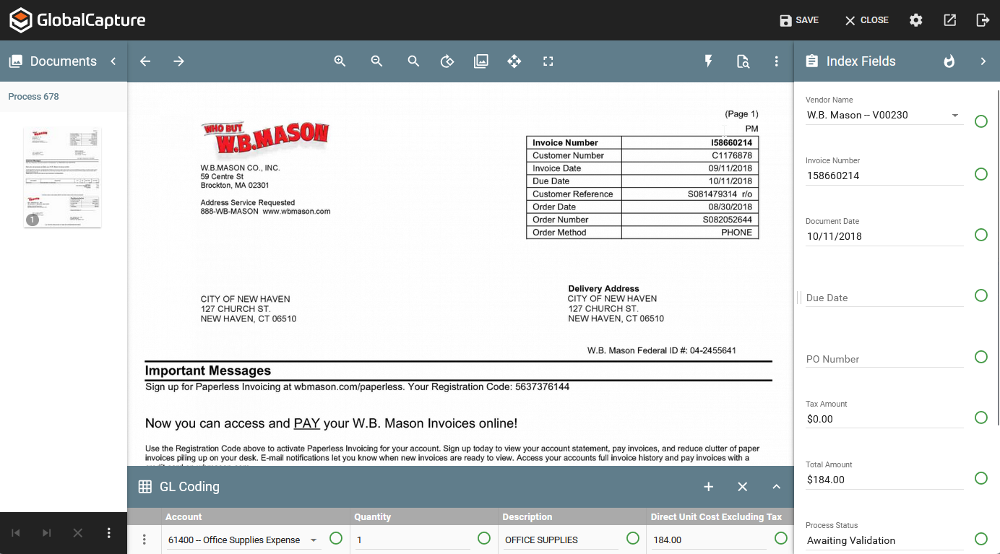 GlobalCapture
SAVE
CLOSE
Documents
Index Fields
Process 678
1
(Page 1)
PM
WHO BUT
W.B.MASON
W.B.MASON CO., INC.
59 Centre St
Brockton, MA 02301
Address Service Requested
888-WB-MASON www.wbmason.com
Invoice Number I58660214
Customer Number C1176878
Invoice Date 09/11/2018
Due Date 10/11/2018
Customer Reference S081479314 r/o
Order Date 08/30/2018
Order Number S082052644
Order Method PHONE
CITY OF NEW HAVEN
127 CHURCH ST.
NEW HAVEN, CT 06510
Delivery Address
CITY OF NEW HAVEN
127 CHURCH ST.
NEW HAVEN, CT 06510
W.B. Mason Federal ID #: 04-2455641
Important Messages
Sign up for Paperless Invoicing at wbmason.com/paperless. Your Registration Code: 5637376144
Now you can access and PAY your W.B. Mason Invoices online!
Use the Registration Code above to activate Paperless Invoicing for your account. Sign up today to view your account statement, pay invoices, and reduce clutter of paper
invoices piling up on your desk. E-mail notifications let you know when new invoices are ready to view. Access your accounts full invoice history and pay invoices with a
GL Coding
Account Quantity Description Direct Unit Cost Excluding Tax
61400 -- Office Supplies Expense 1 OFFICE SUPPLIES 184.00
Vendor Name
W.B. Mason -- V00230
Invoice Number
158660214
Document Date
10/11/2018
Due Date
PO Number
Tax Amount
$0.00
Total Amount
$184.00
Process Status
Awaiting Validation